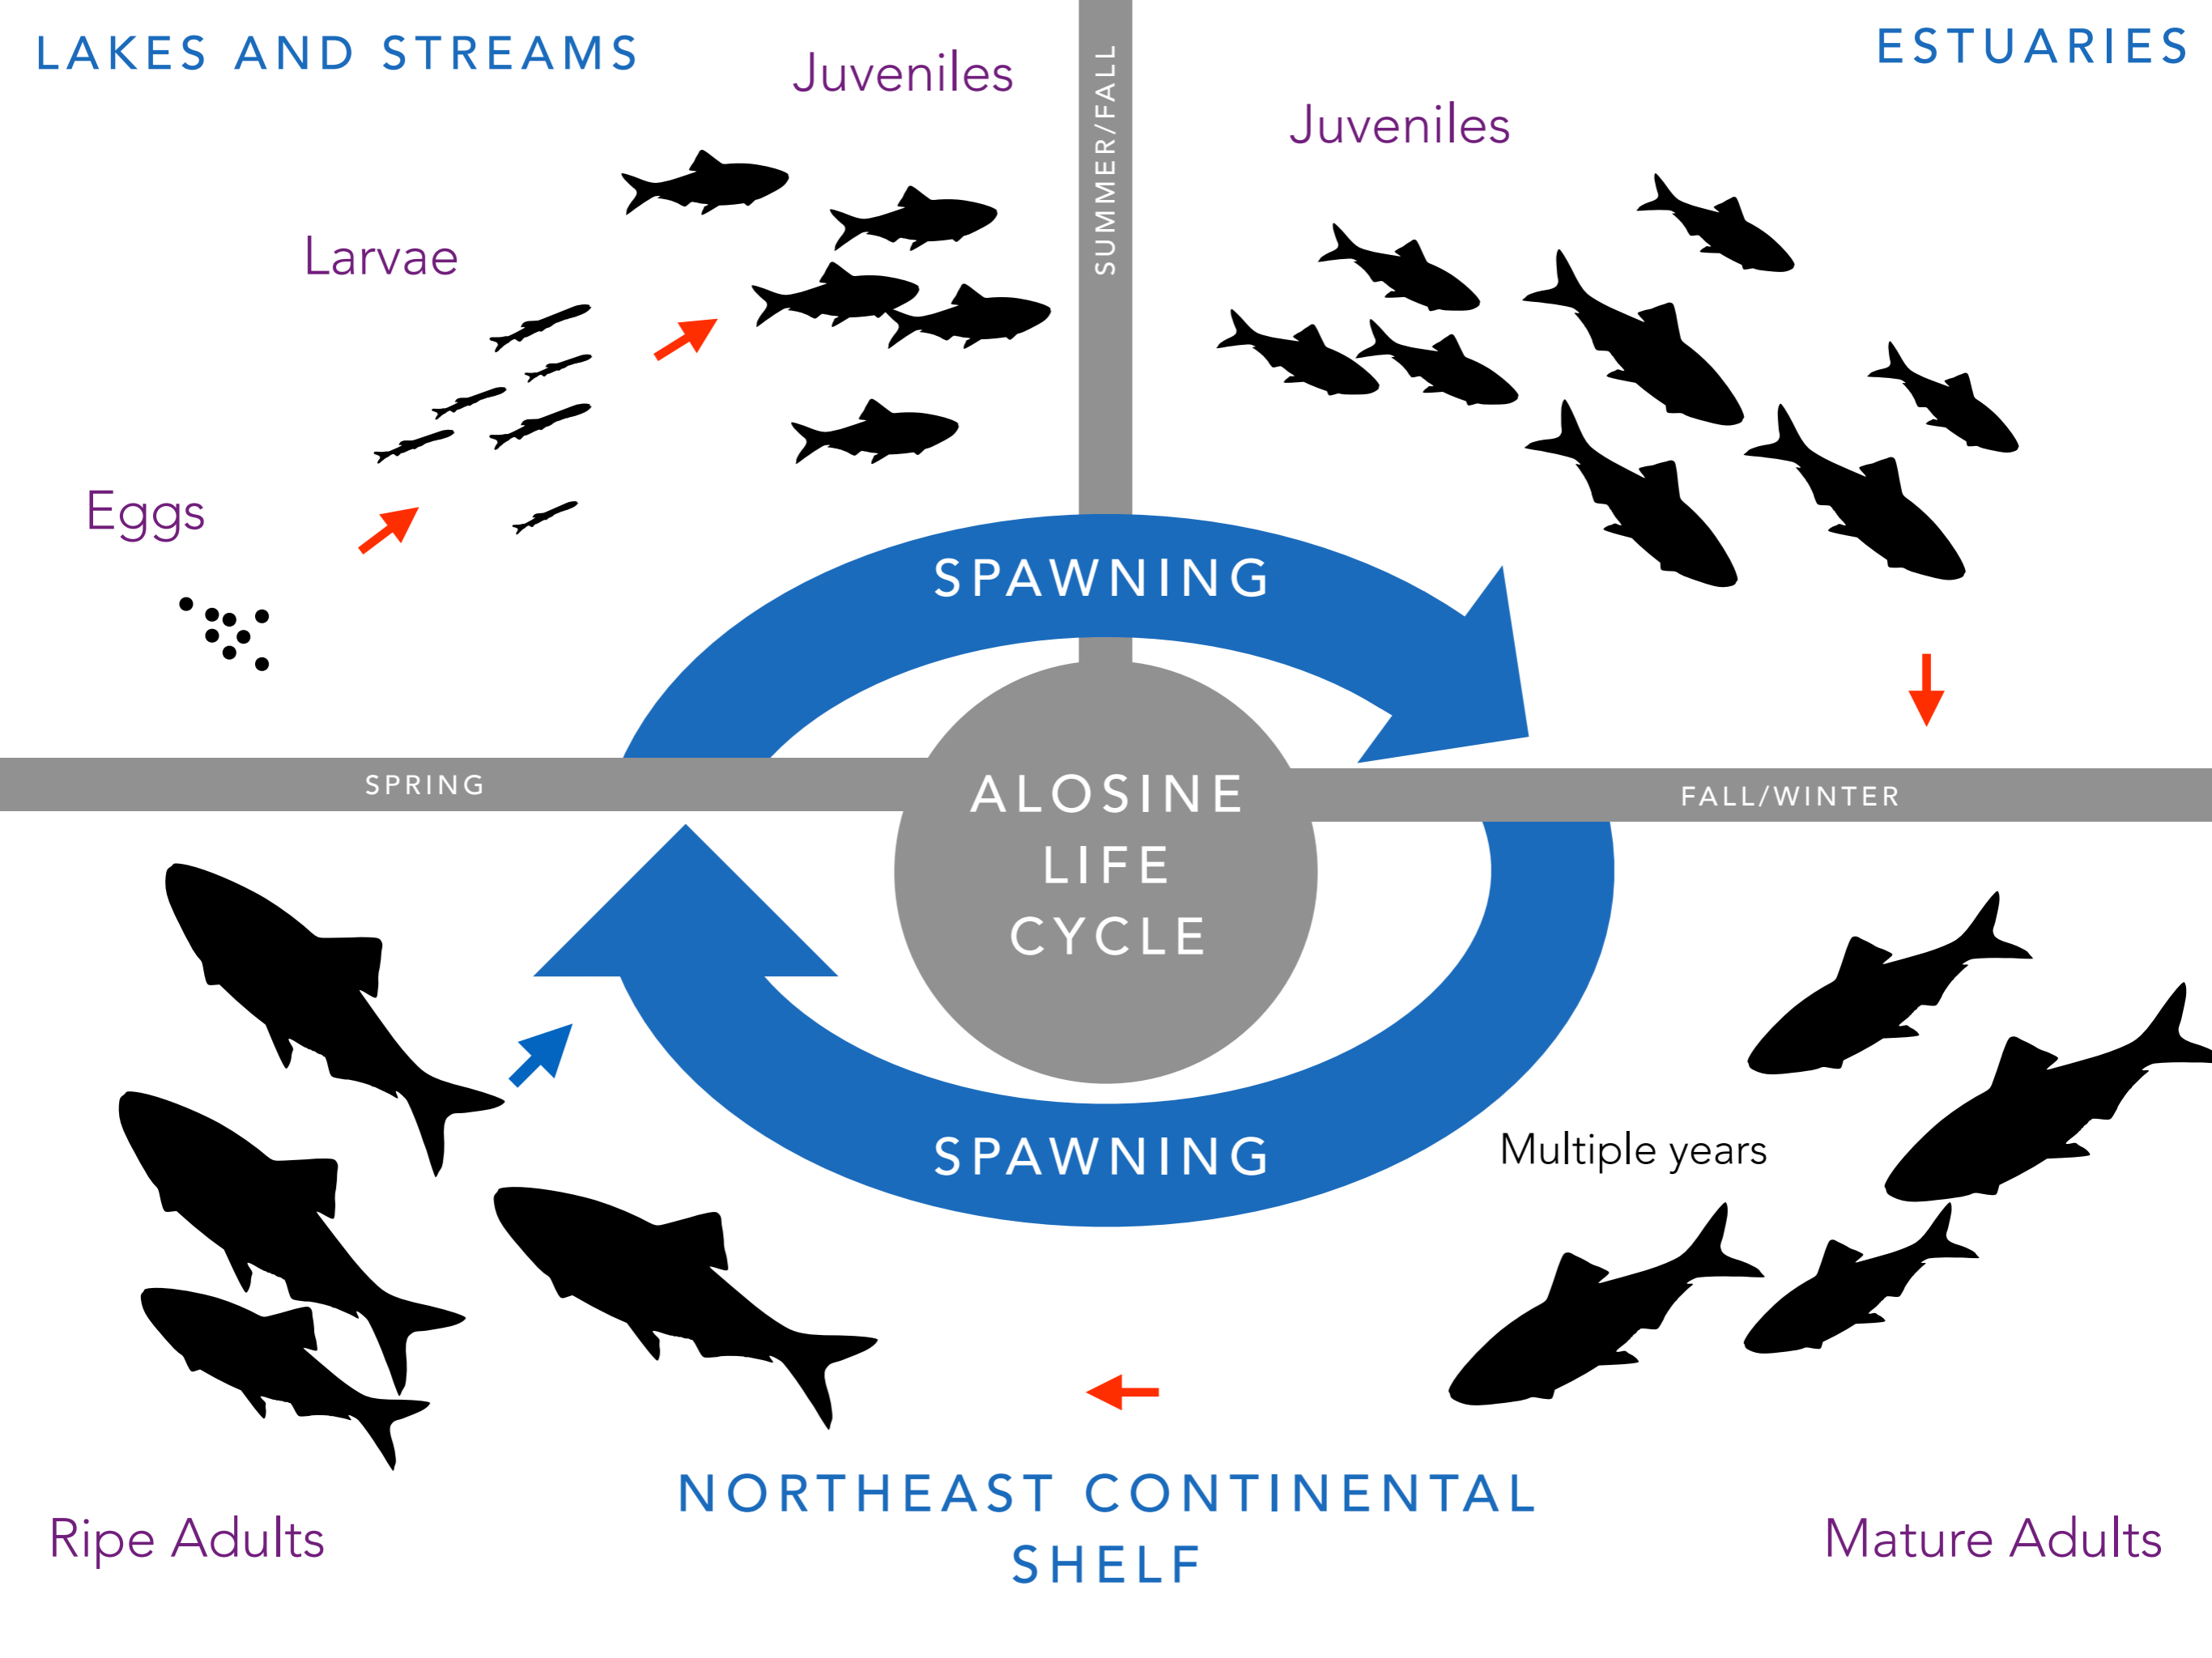 LAKES AND STREAMS
ESTUARIES
Juveniles
SUMMER/FALL
Juveniles
Larvae
Eggs
SPAWNING
SPRING
ALOSINE
LIFE
CYCLE
FALL/WINTER
SPAWNING
Multiple years
NORTHEAST CONTINENTAL
SHELF
Ripe Adults
Mature Adults